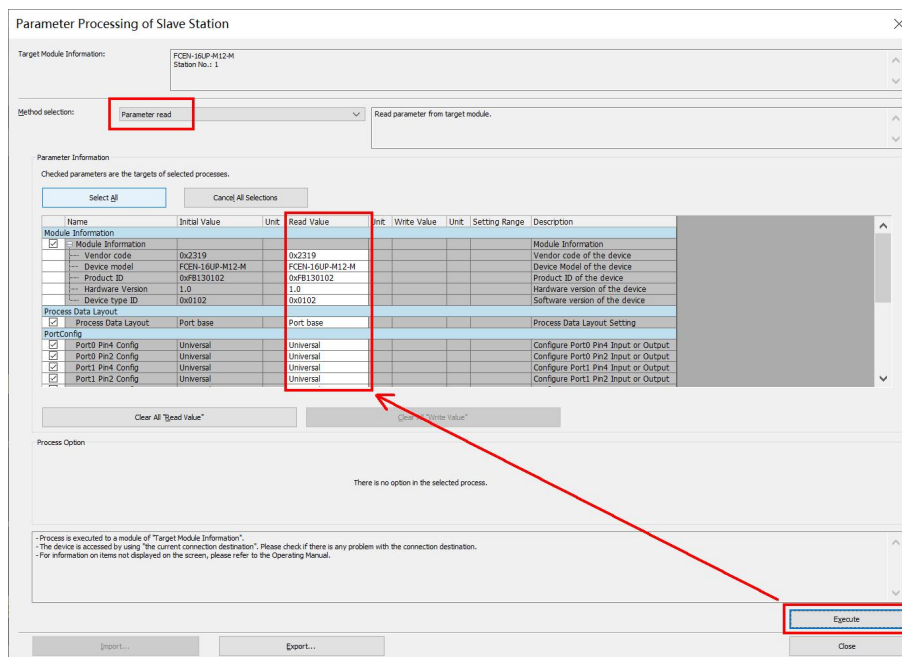 Parameter Processing of Slave Station
Target Module Information:
FCEN-16UP-M12-M
Station No.: 1
Method selection:
Parameter read
Read parameter from target module.
Parameter Information
Checked parameters are the targets of selected processes.
Select All
Cancel All Selections
Name Initial Value Unit Read Value Unit Write Value Unit Setting Range Description
Module Information
Module Information Module Information
Vendor code 0x2319 0x2319 Vendor code of the device
Device model FCEN-16UP-M12-M FCEN-16UP-M12-M Device Model of the device
Product ID 0xFB130102 0xFB130102 Product ID of the device
Hardware Version 1.0 1.0 Hardware version of the device
Device type ID 0x0102 0x0102 Software version of the device
Process Data Layout
Process Data Layout Port base Port base Process Data Layout Setting
PortConfig
Port0 Pin4 Config Universal Universal Configure Port0 Pin4 Input or Output
Port0 Pin2 Config Universal Universal Configure Port0 Pin2 Input or Output
Port1 Pin4 Config Universal Universal Configure Port1 Pin4 Input or Output
Port1 Pin2 Config Universal Universal Configure Port1 Pin2 Input or Output
Clear All "Read Value"
Clear All "Write Value"
Process Option
There is no option in the selected process.
- Process is executed to a module of "Target Module Information".
- The device is accessed by using "the current connection destination". Please check if there is any problem with the connection destination.
- For information on items not displayed on the screen, please refer to the Operating Manual.
Execute
Import...
Export...
Close